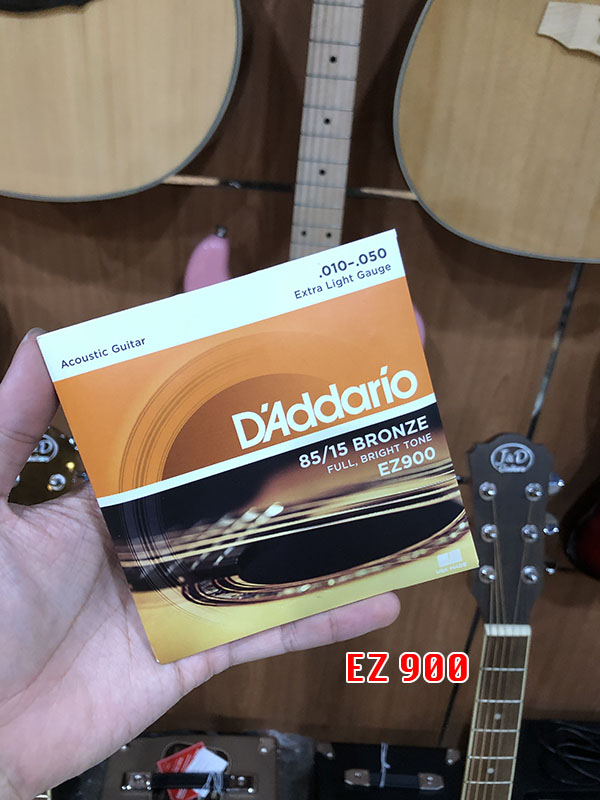 .010–.050
Extra Light Gauge
Acoustic Guitar
D'Addario
85/15 BRONZE
FULL, BRIGHT TONE
EZ900
J&D
EZ 900